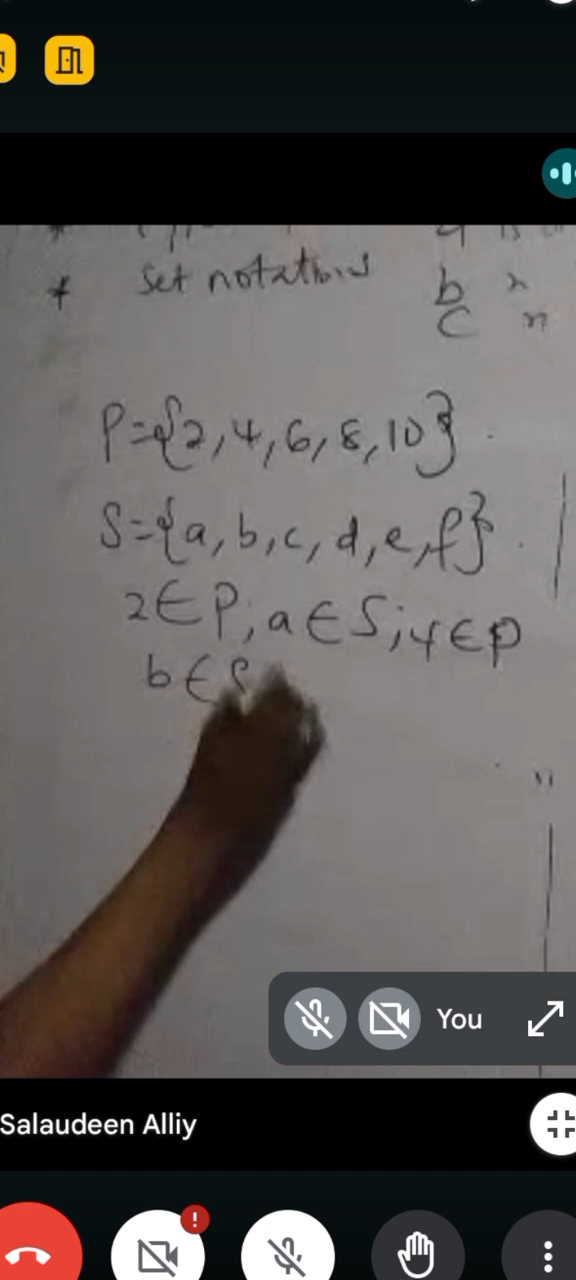 * Set notations b
c
P={2,4,6,8,10}
S={a,b,c,d,e,f}
2∈P; a∈S; 4∈P
b∈S
You
Salaudeen Alliy